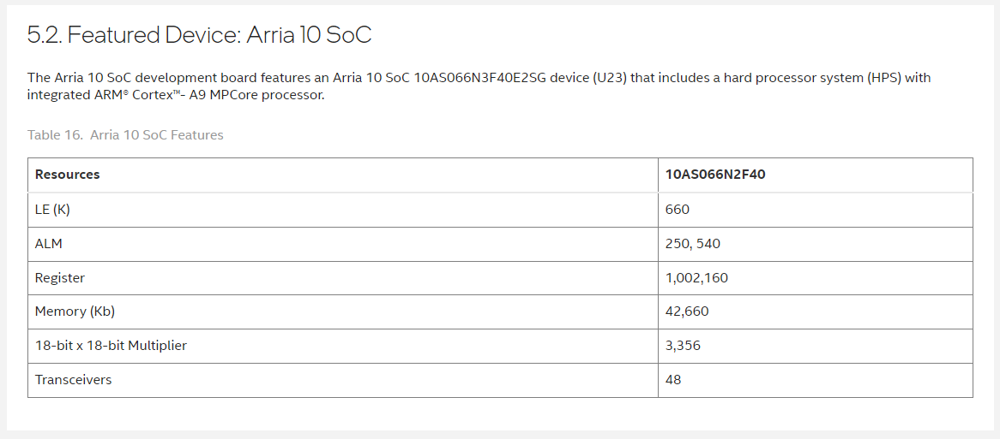 5.2. Featured Device: Arria 10 SoC
The Arria 10 SoC development board features an Arria 10 SoC 10AS066N3F40E2SG device (U23) that includes a hard processor system (HPS) with
integrated ARM® Cortex™- A9 MPCore processor.
Table 16. Arria 10 SoC Features
Resources 10AS066N2F40
LE (K) 660
ALM 250, 540
Register 1,002,160
Memory (Kb) 42,660
18-bit x 18-bit Multiplier 3,356
Transceivers 48